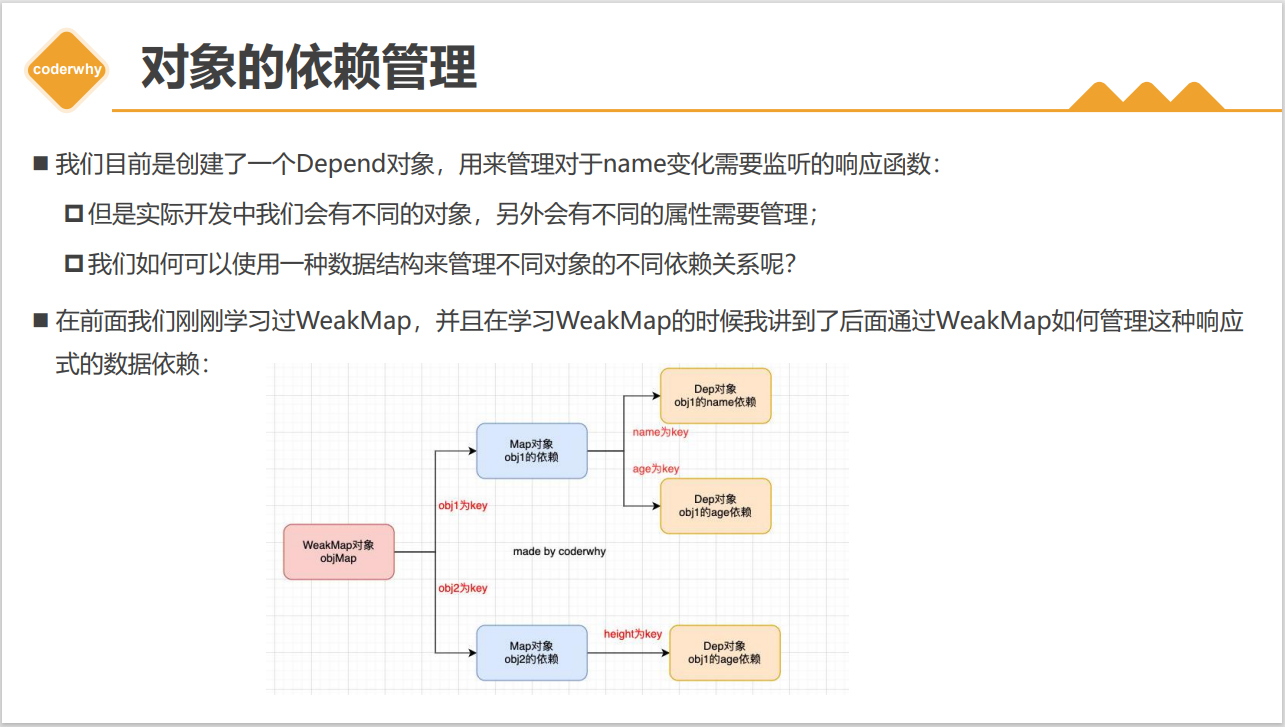 coderwhy
对象的依赖管理
我们目前是创建了一个Depend对象，用来管理对于name变化需要监听的响应函数：
但是实际开发中我们会有不同的对象，另外会有不同的属性需要管理；
我们如何可以使用一种数据结构来管理不同对象的不同依赖关系呢？
在前面我们刚刚学习过WeakMap，并且在学习WeakMap的时候我讲到了后面通过WeakMap如何管理这种响应
式的数据依赖：
Dep对象
obj1的name依赖
name为key
Map对象
obj1的依赖
age为key
Dep对象
obj1的age依赖
obj1为key
WeakMap对象
objMap
made by coderwhy
obj2为key
Map对象
obj2的依赖
height为key
Dep对象
obj1的age依赖